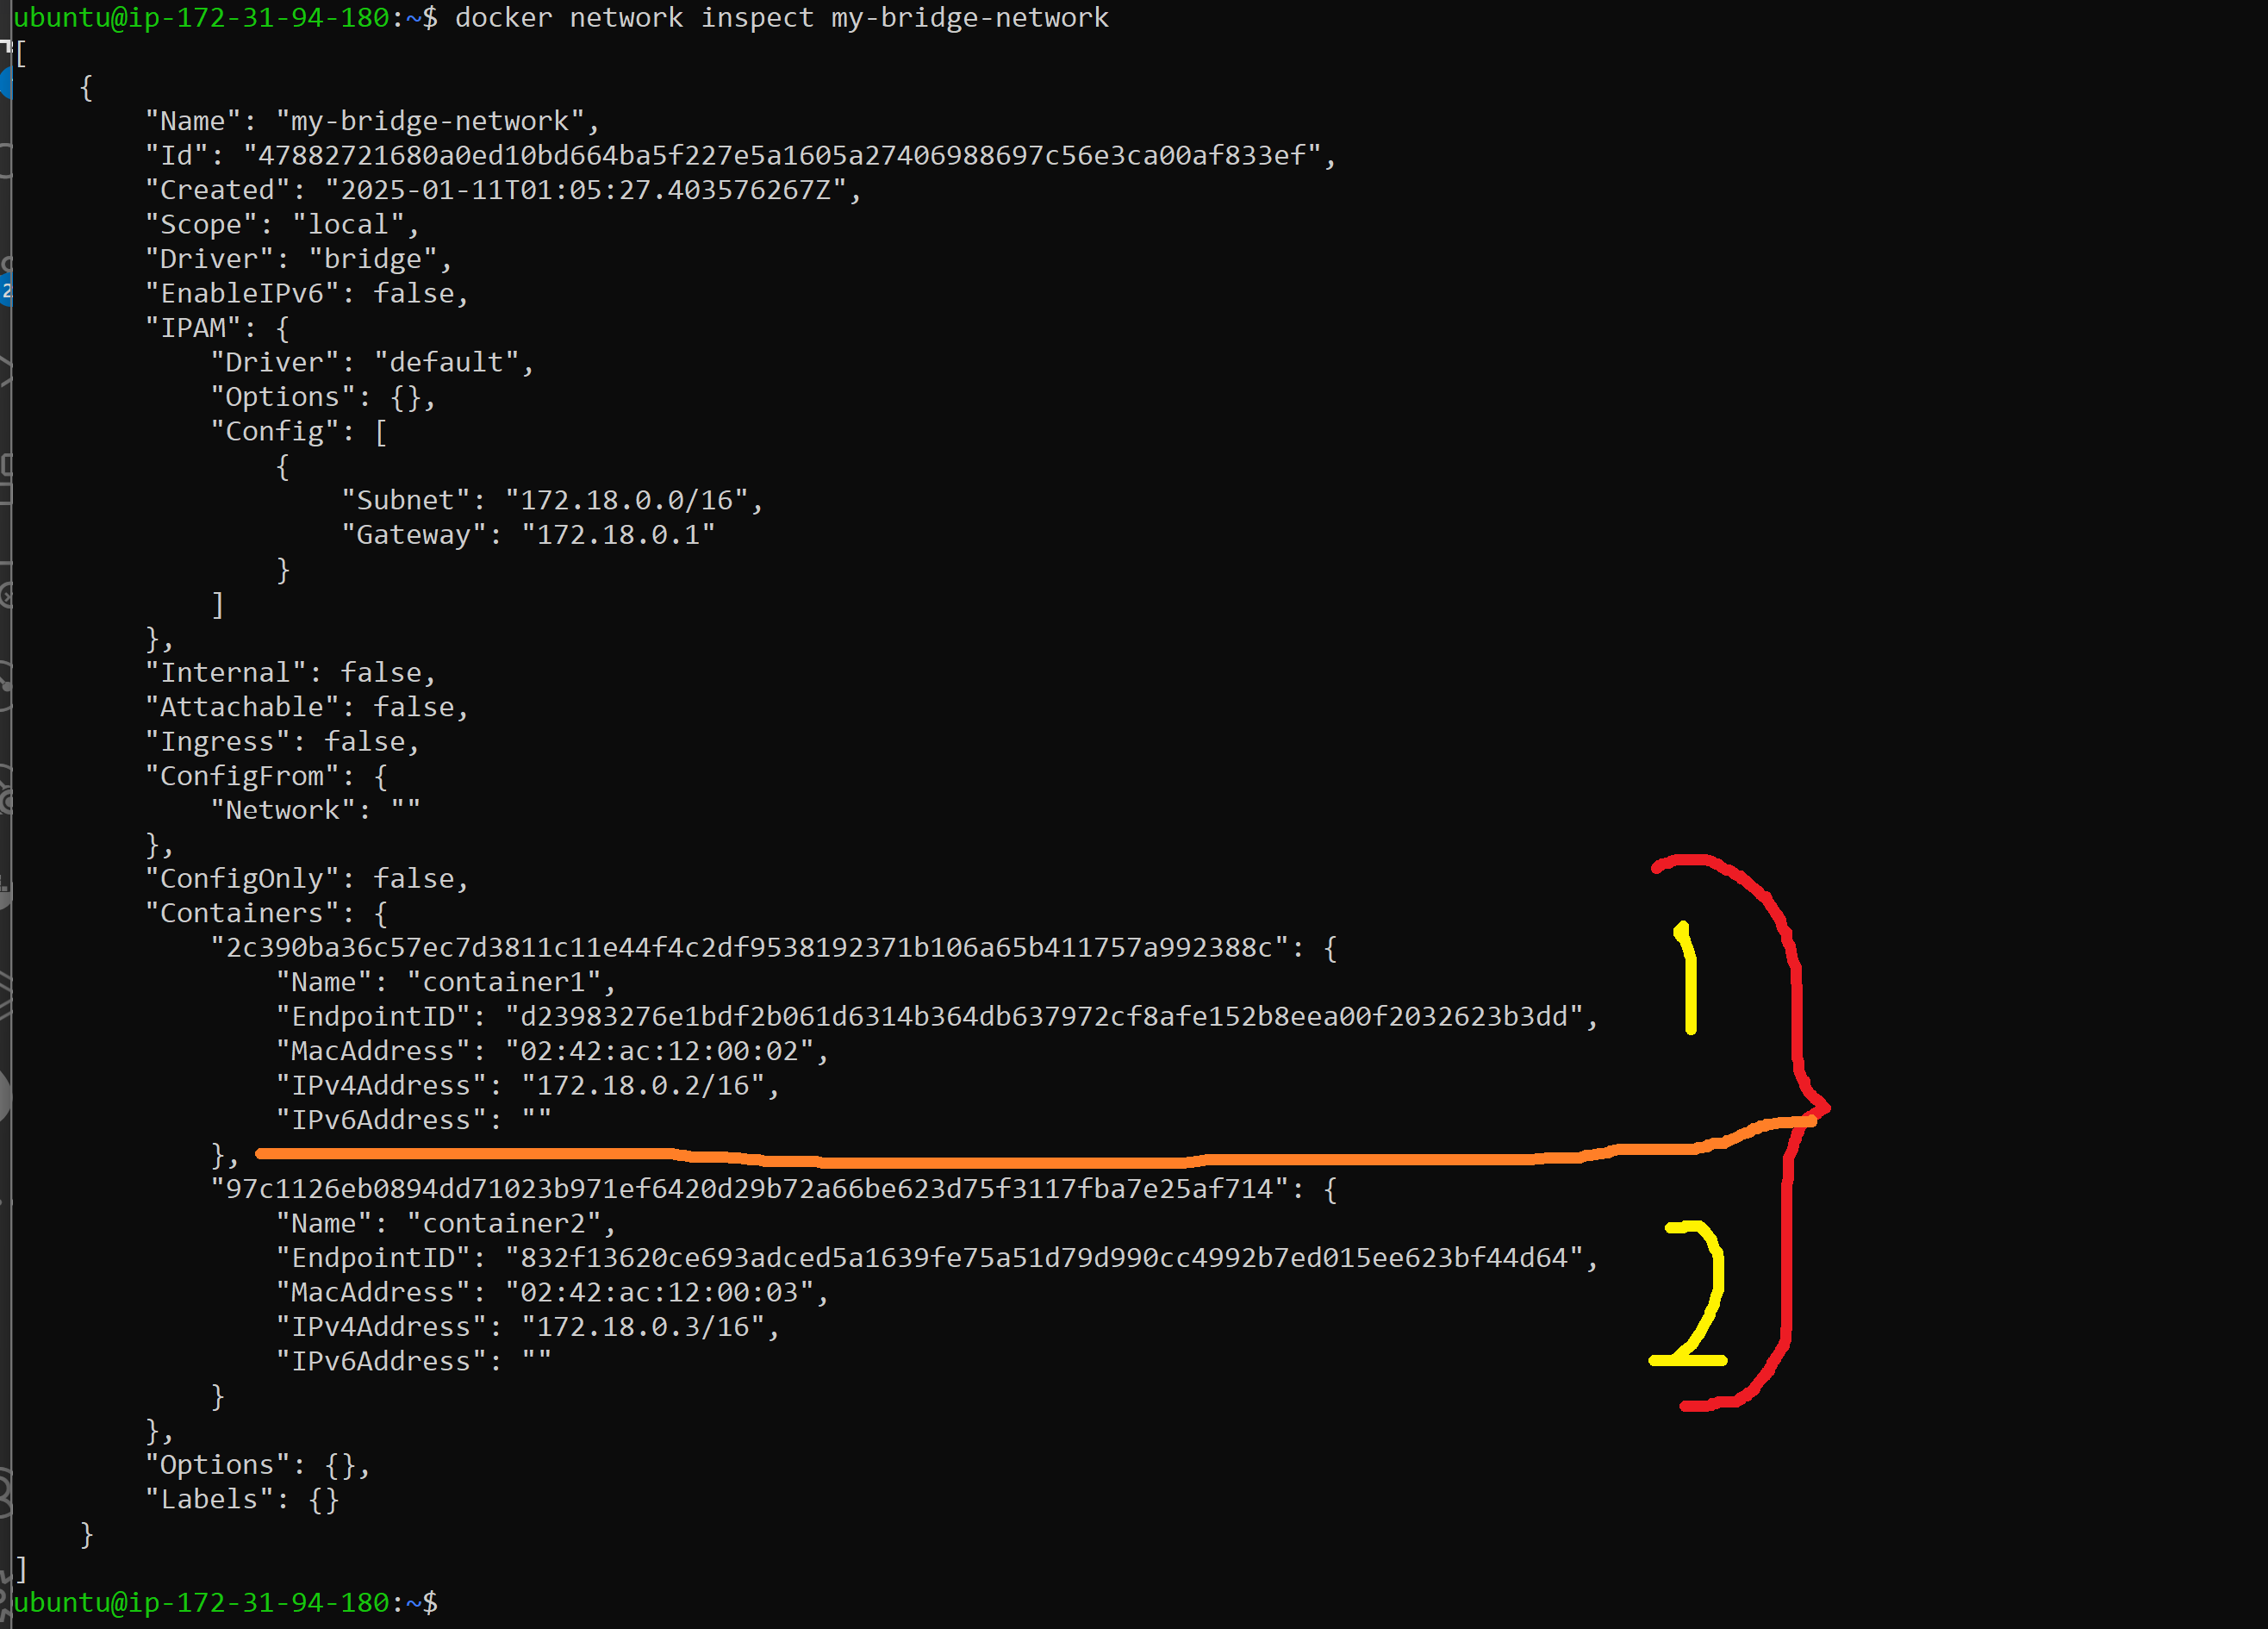 ubuntu@ip-172-31-94-180:~$ docker network inspect my-bridge-network
[
    {
        "Name": "my-bridge-network",
        "Id": "47882721680a0ed10bd664ba5f227e5a1605a27406988697c56e3ca00af833ef",
        "Created": "2025-01-11T01:05:27.403576267Z",
        "Scope": "local",
        "Driver": "bridge",
        "EnableIPv6": false,
        "IPAM": {
            "Driver": "default",
            "Options": {},
            "Config": [
                {
                    "Subnet": "172.18.0.0/16",
                    "Gateway": "172.18.0.1"
                }
            ]
        },
        "Internal": false,
        "Attachable": false,
        "Ingress": false,
        "ConfigFrom": {
            "Network": ""
        },
        "ConfigOnly": false,
        "Containers": {
            "2c390ba36c57ec7d3811c11e44f4c2df9538192371b106a65b411757a992388c": {
                "Name": "container1",
                "EndpointID": "d23983276e1bdf2b061d6314b364db637972cf8afe152b8eea00f2032623b3dd",
1
                "MacAddress": "02:42:ac:12:00:02",
                "IPv4Address": "172.18.0.2/16",
                "IPv6Address": ""
            },
            "97c1126eb0894dd71023b971ef6420d29b72a66be623d75f3117fba7e25af714": {
                "Name": "container2",
                "EndpointID": "832f13620ce693adced5a1639fe75a51d79d990cc4992b7ed015ee623bf44d64",
2
                "MacAddress": "02:42:ac:12:00:03",
                "IPv4Address": "172.18.0.3/16",
                "IPv6Address": ""
            }
        },
        "Options": {},
        "Labels": {}
    }
]
ubuntu@ip-172-31-94-180:~$